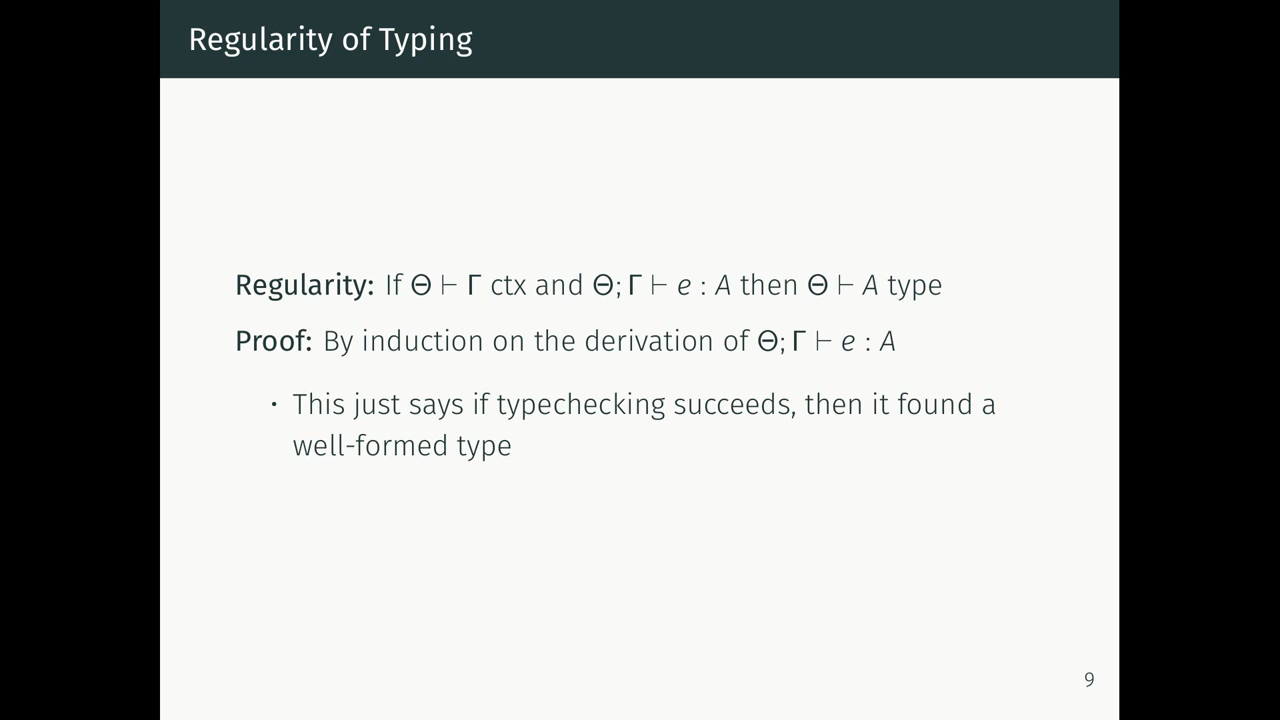 Regularity of Typing
Regularity: If Θ ⊢ Γ ctx and Θ; Γ ⊢ e : A then Θ ⊢ A type
Proof: By induction on the derivation of Θ; Γ ⊢ e : A
· This just says if typechecking succeeds, then it found a
well-formed type
9